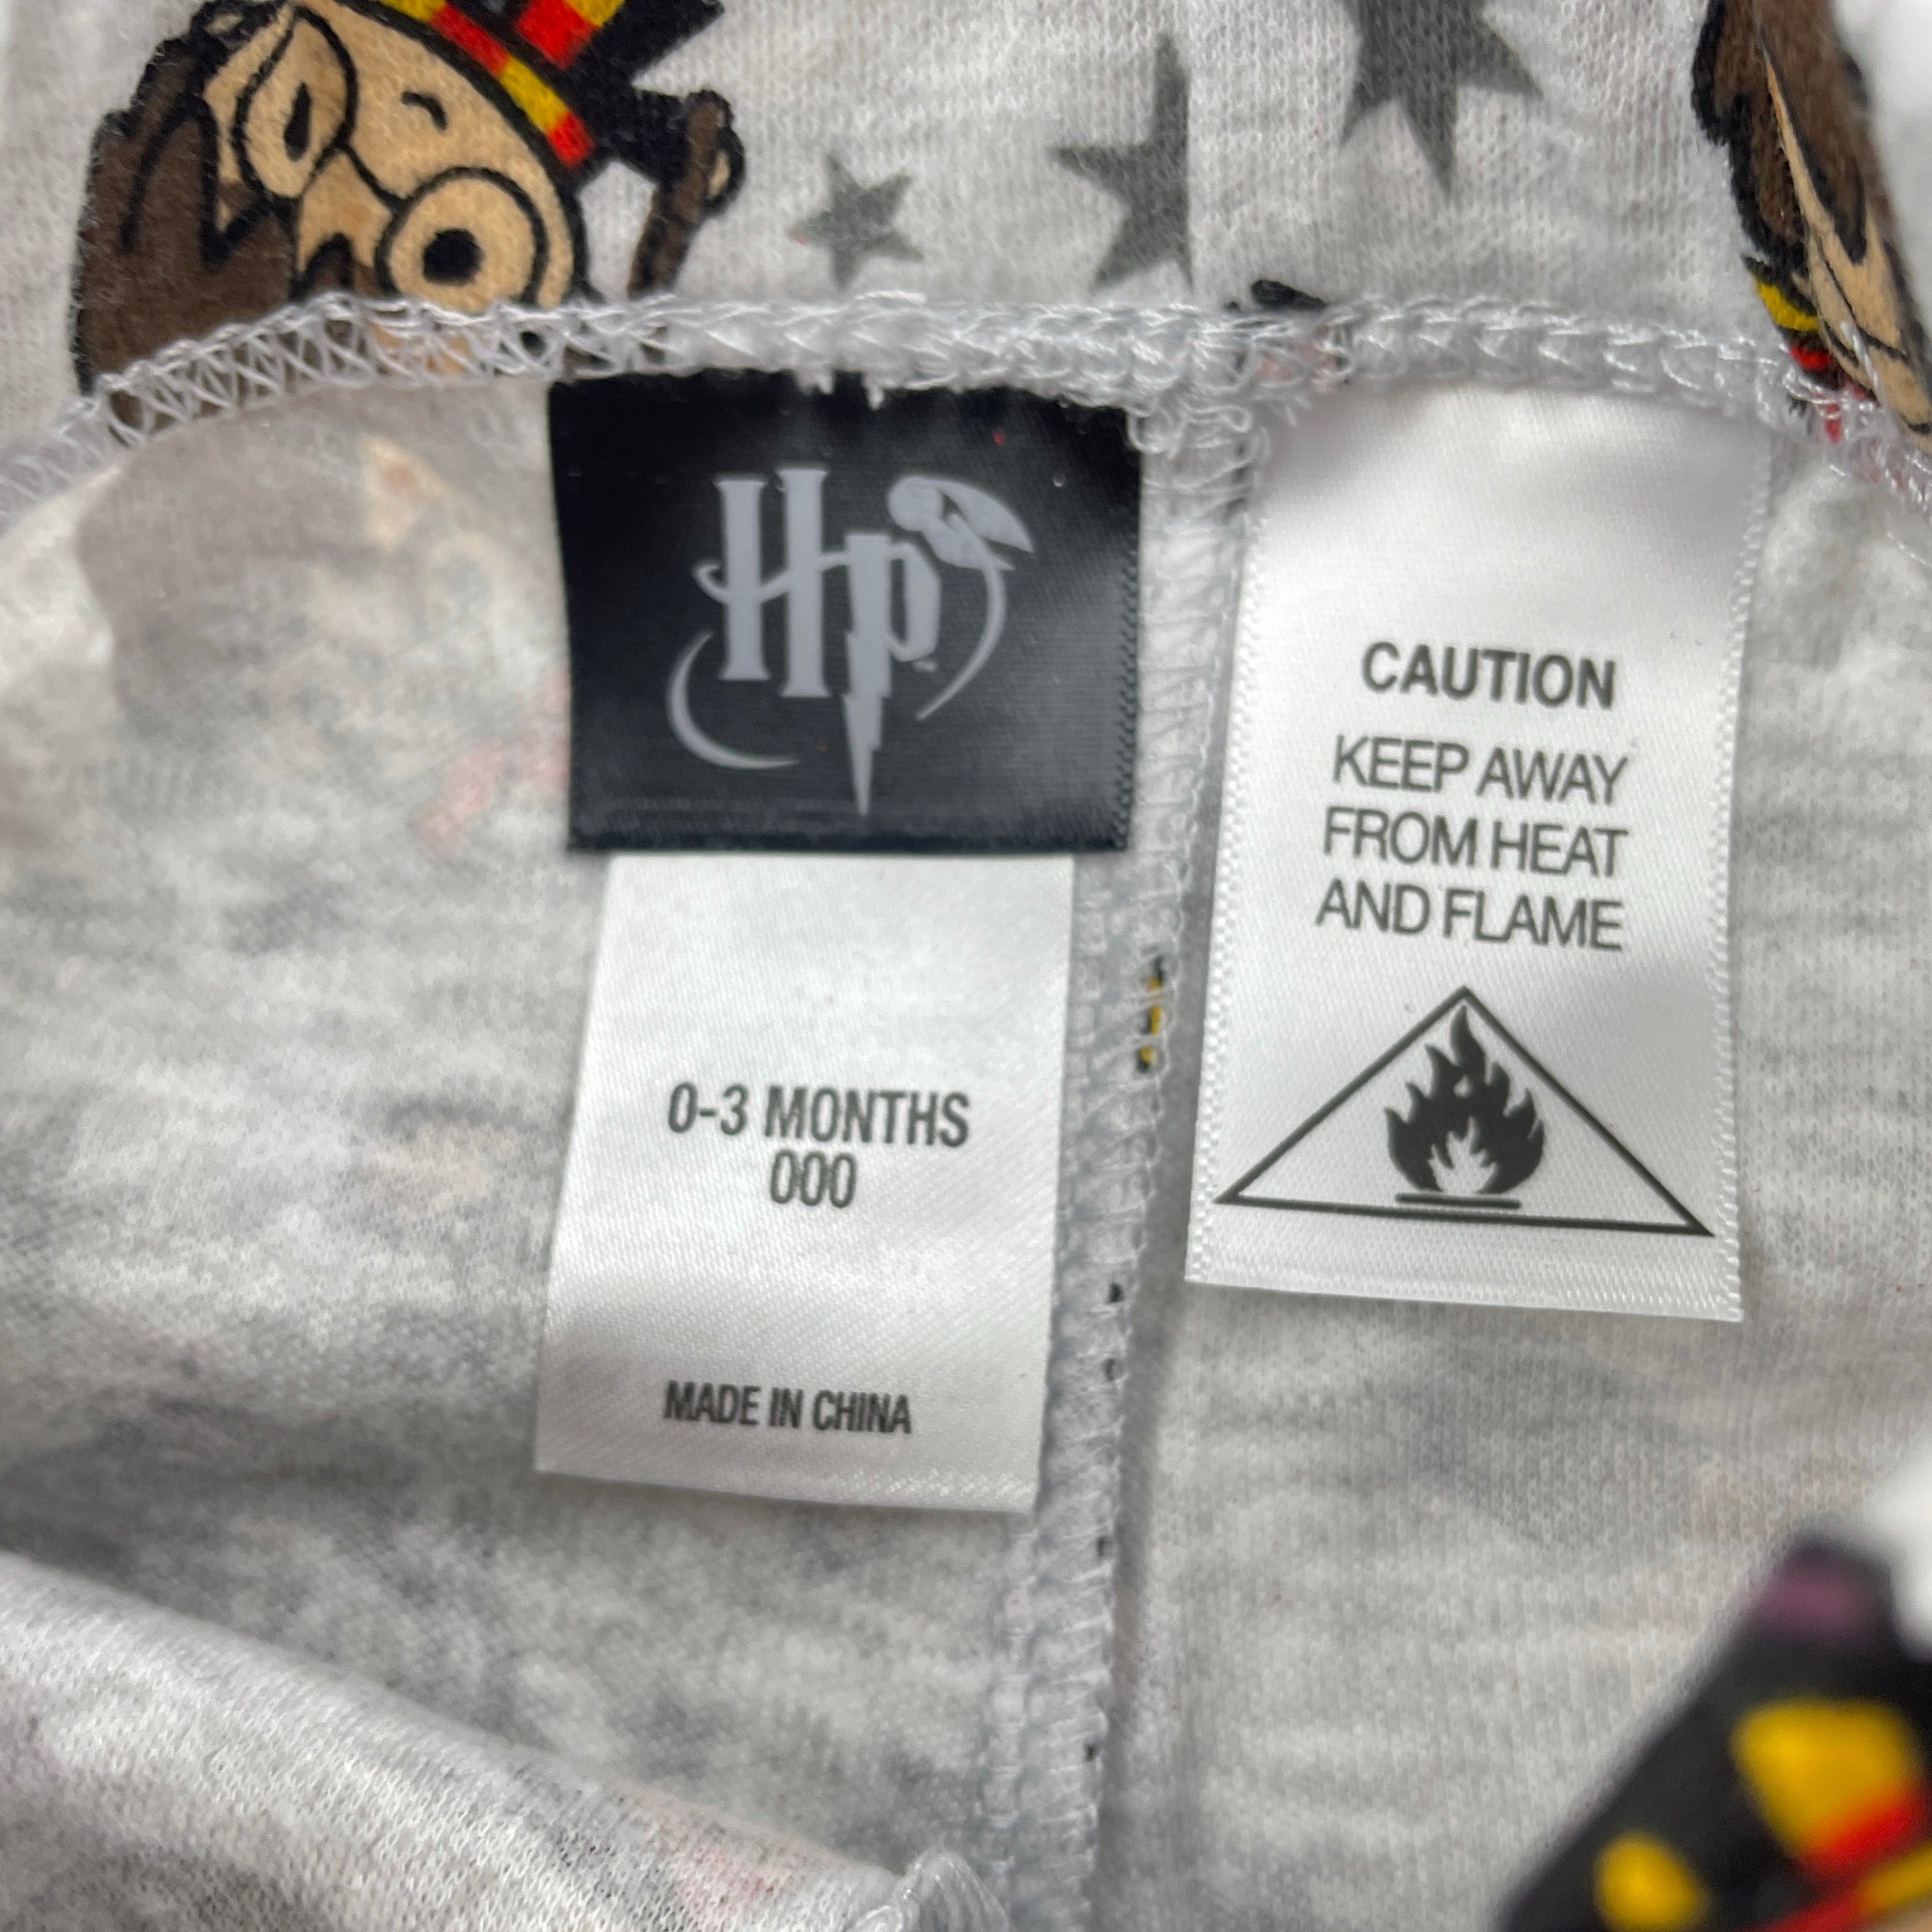 HP
0-3 MONTHS
000
MADE IN CHINA
CAUTION
KEEP AWAY
FROM HEAT
AND FLAME